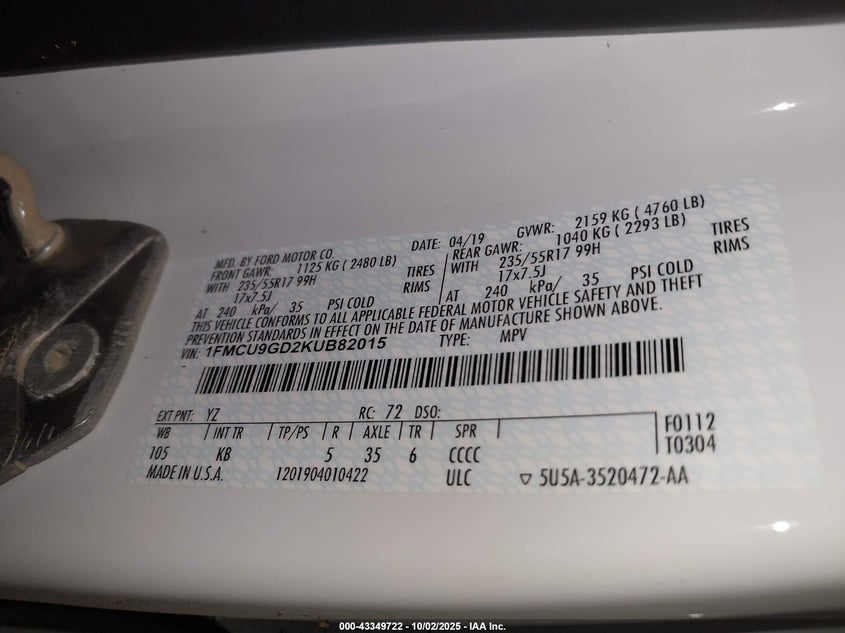 MFD. BY FORD MOTOR CO. DATE: 04/19 GVWR: 2159 KG ( 4760 LB)
FRONT GAWR: 1125 KG ( 2480 LB) REAR GAWR: 1040 KG ( 2293 LB)
WITH 235/55R17 99H TIRES WITH 235/55R17 99H TIRES
17x7.5J RIMS 17x7.5J RIMS
AT 240 kPa/ 35 PSI COLD AT 240 kPa/ 35 PSI COLD
THIS VEHICLE CONFORMS TO ALL APPLICABLE FEDERAL MOTOR VEHICLE SAFETY AND THEFT
PREVENTION STANDARDS IN EFFECT ON THE DATE OF MANUFACTURE SHOWN ABOVE.
VIN: 1FMCU9GD2KUB82015 TYPE: MPV
EXT PNT: YZ RC: 72 DSO: F0112
WB INT TR TP/PS R AXLE TR SPR T0304
105 KB 5 35 6 CCCC
MADE IN U.S.A. 1201904010422 ULC ▽ 5U5A-3520472-AA
000-43349722 - 10/02/2025 - IAA Inc.